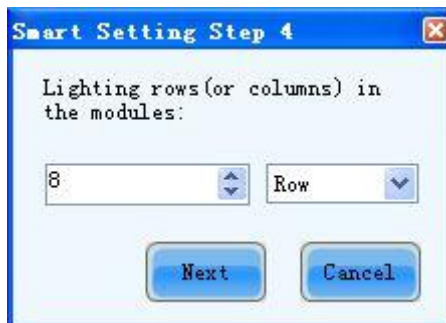 Smart Setting Step 4
Lighting rows(or columns) in
the modules:
8 Row
Next Cancel